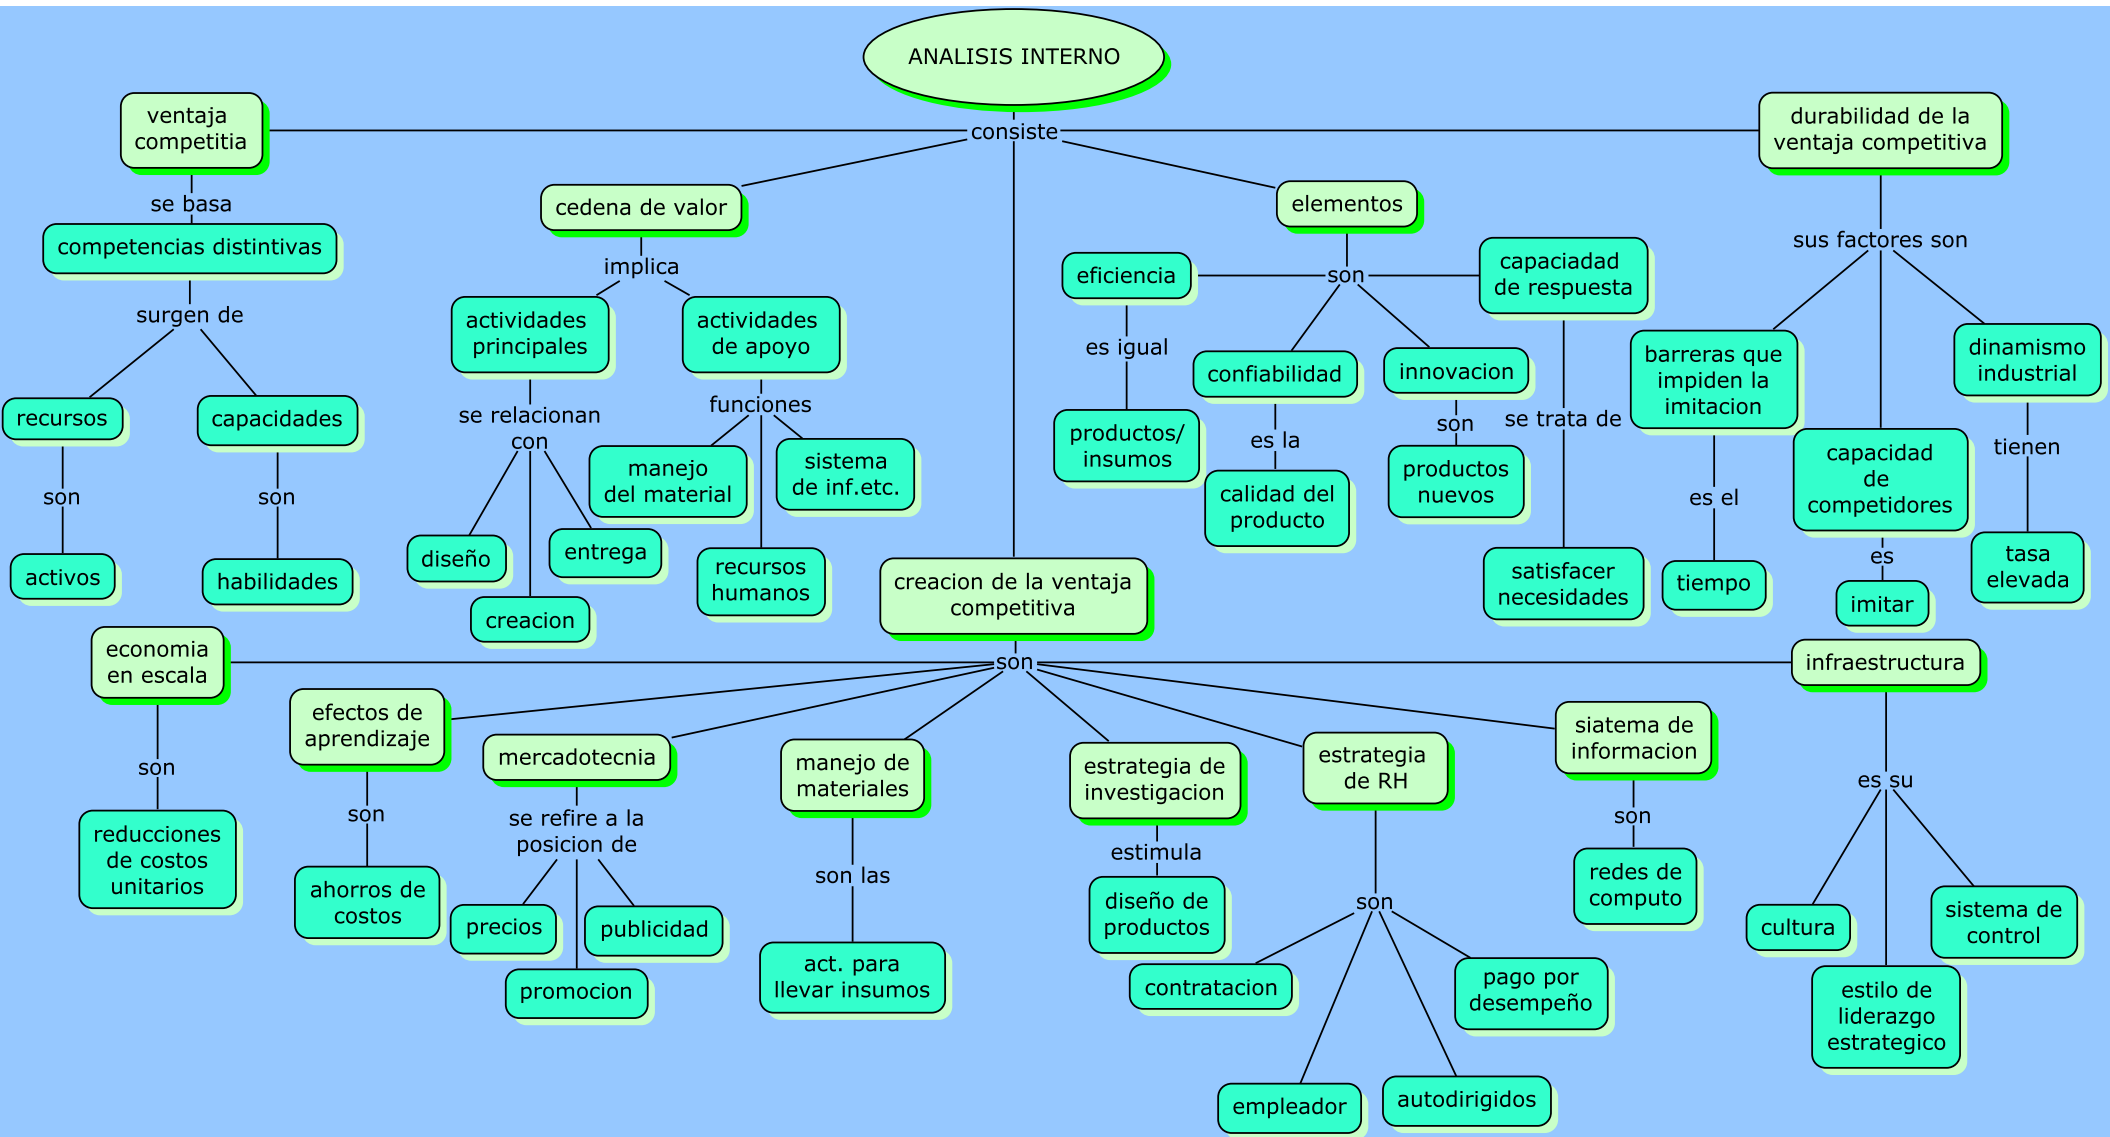 ANALISIS INTERNO
consiste
ventaja
competitia
se basa
competencias distintivas
surgen de
recursos
son
activos
capacidades
son
habilidades
cedena de valor
implica
actividades
principales
se relacionan
con
diseño
creacion
entrega
actividades
de apoyo
funciones
manejo
del material
recursos
humanos
sistema
de inf.etc.
elementos
son
eficiencia
es igual
productos/
insumos
confiabilidad
es la
calidad del
producto
innovacion
son
productos
nuevos
capaciadad
de respuesta
se trata de
satisfacer
necesidades
durabilidad de la
ventaja competitiva
sus factores son
barreras que
impiden la
imitacion
es el
tiempo
capacidad
de
competidores
es
imitar
dinamismo
industrial
tienen
tasa
elevada
creacion de la ventaja
competitiva
son
economia
en escala
son
reducciones
de costos
unitarios
efectos de
aprendizaje
son
ahorros de
costos
mercadotecnia
se refire a la
posicion de
precios
promocion
publicidad
manejo de
materiales
son las
act. para
llevar insumos
estrategia de
investigacion
estimula
diseño de
productos
estrategia
de RH
son
contratacion
empleador
autodirigidos
pago por
desempeño
siatema de
informacion
son
redes de
computo
infraestructura
es su
cultura
estilo de
liderazgo
estrategico
sistema de
control